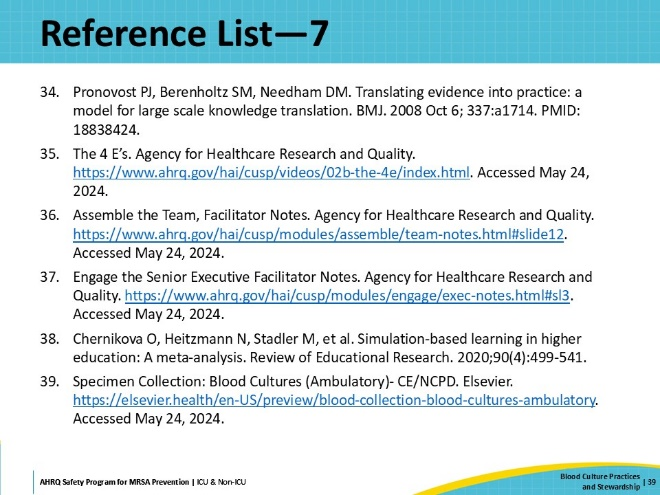 Reference List—7
34. Pronovost PJ, Berenholtz SM, Needham DM. Translating evidence into practice: a
model for large scale knowledge translation. BMJ. 2008 Oct 6; 337:a1714. PMID:
18838424.
35. The 4 E's. Agency for Healthcare Research and Quality.
https://www.ahrq.gov/hai/cusp/videos/02b-the-4e/index.html. Accessed May 24,
2024.
36. Assemble the Team, Facilitator Notes. Agency for Healthcare Research and Quality.
https://www.ahrq.gov/hai/cusp/modules/assemble/team-notes.html#slide12.
Accessed May 24, 2024.
37. Engage the Senior Executive Facilitator Notes. Agency for Healthcare Research and
Quality. https://www.ahrq.gov/hai/cusp/modules/engage/exec-notes.html#sl3.
Accessed May 24, 2024.
38. Chernikova O, Heitzmann N, Stadler M, et al. Simulation-based learning in higher
education: A meta-analysis. Review of Educational Research. 2020;90(4):499-541.
39. Specimen Collection: Blood Cultures (Ambulatory)- CE/NCPD. Elsevier.
https://elsevier.health/en-US/preview/blood-collection-blood-cultures-ambulatory.
Accessed May 24, 2024.
AHRQ Safety Program for MRSA Prevention | ICU & Non-ICU
Blood Culture Practices
and Stewardship | 39